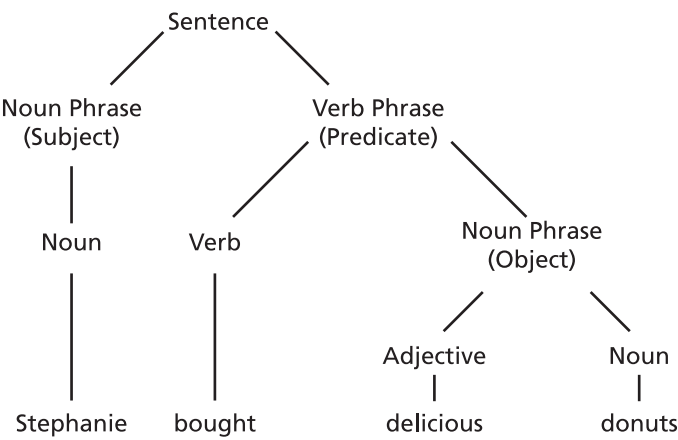 Sentence
Noun Phrase
(Subject)
Verb Phrase
(Predicate)
Noun
Verb
Noun Phrase
(Object)
Adjective
Noun
Stephanie
bought
delicious
donuts